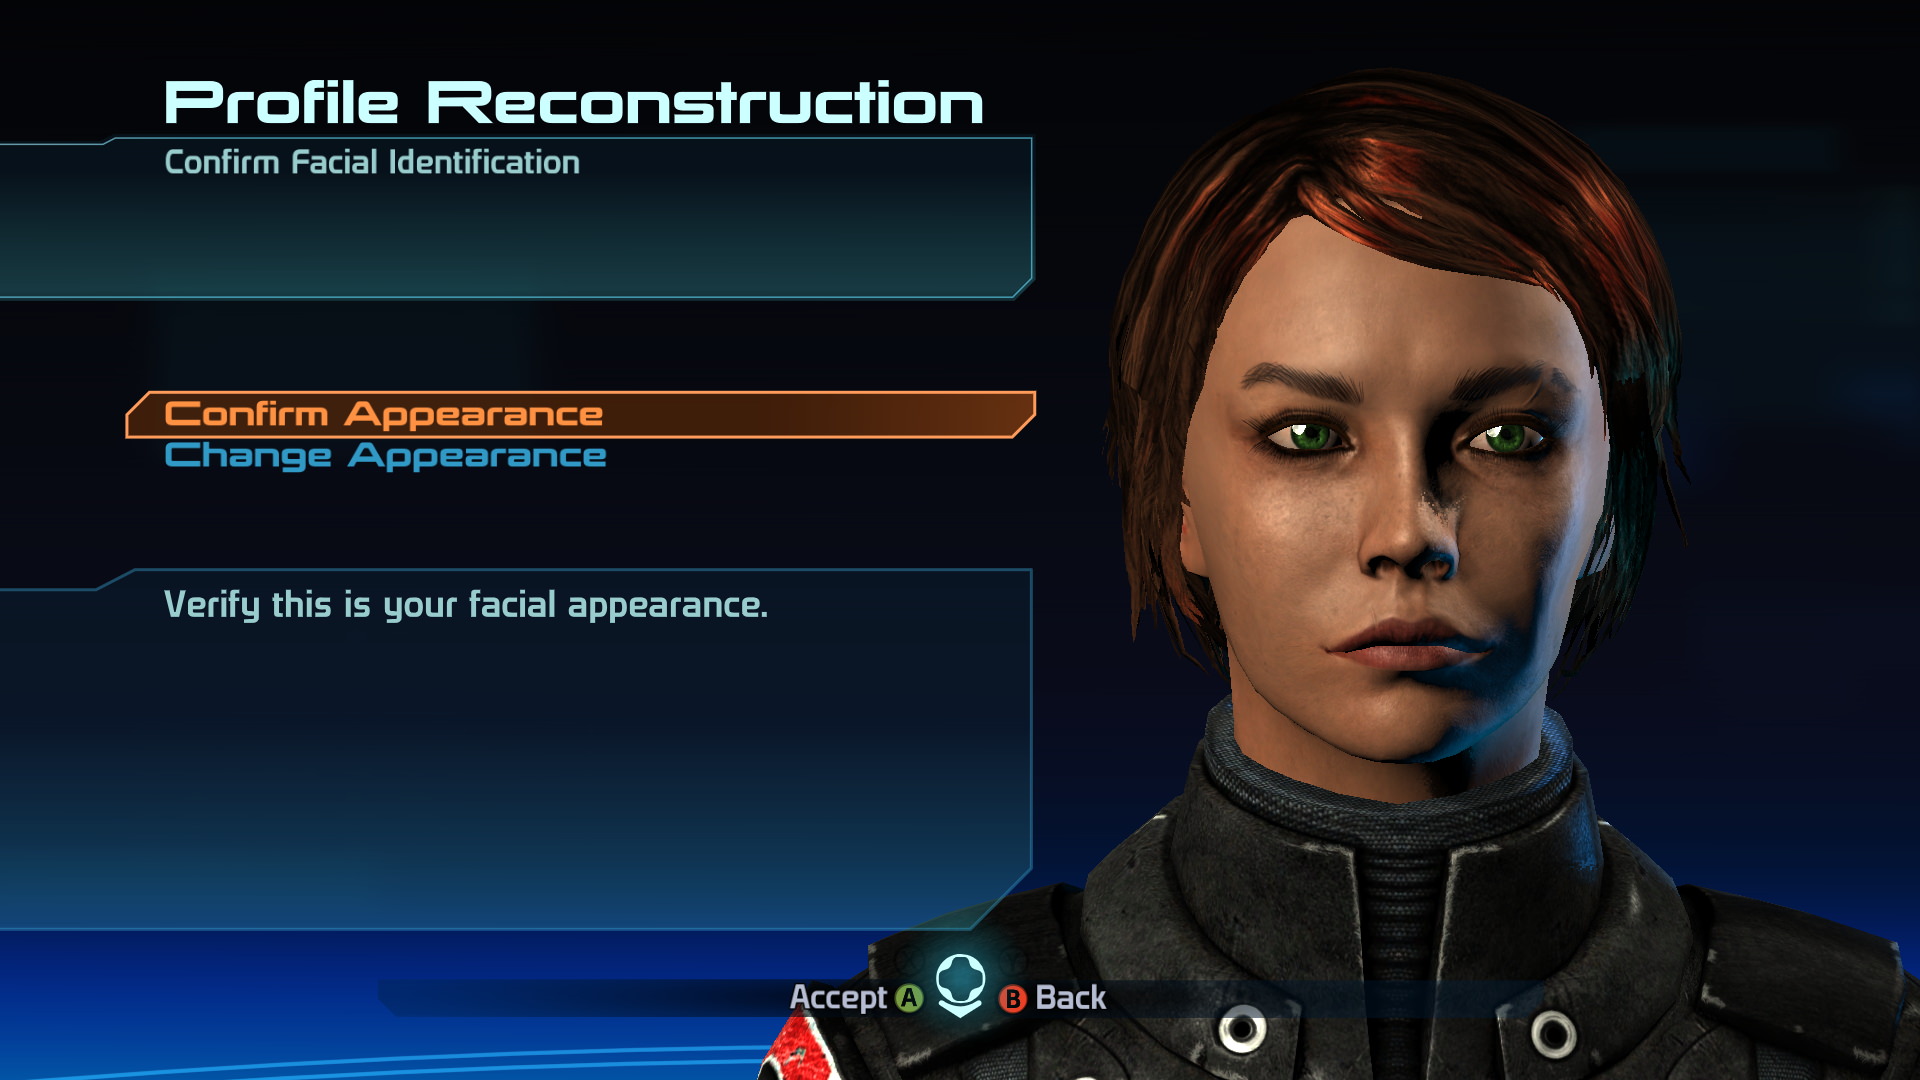 Profile Reconstruction
Confirm Facial Identification
Confirm Appearance
Change Appearance
Verify this is your facial appearance.
Accept A B Back